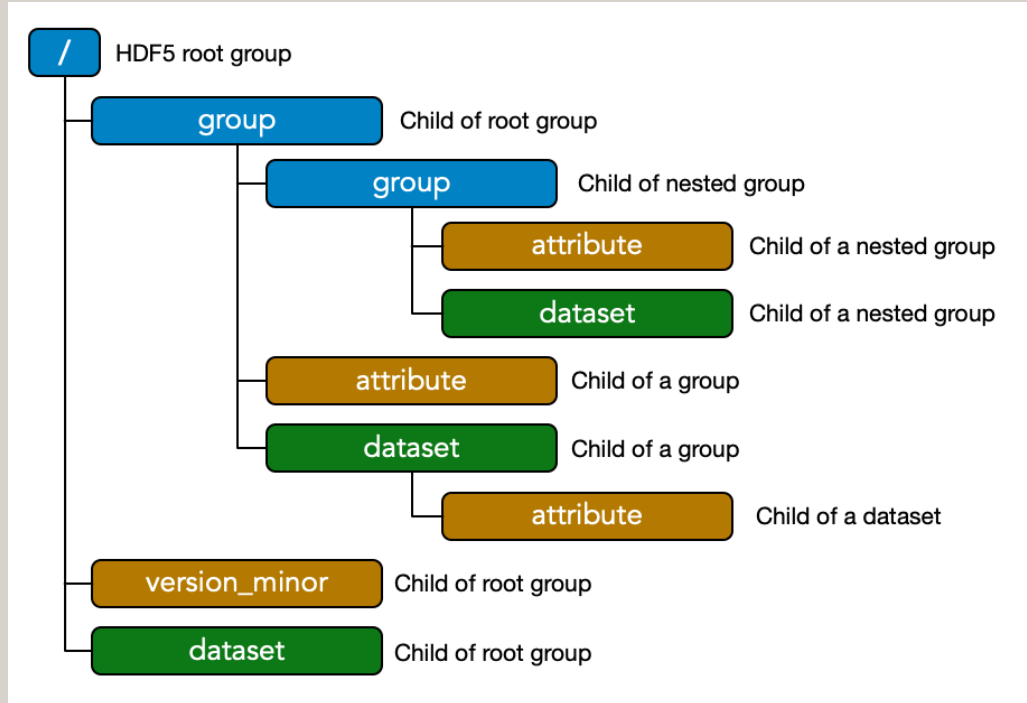 / HDF5 root group
group Child of root group
group Child of nested group
attribute Child of a nested group
dataset Child of a nested group
attribute Child of a group
dataset Child of a group
attribute Child of a dataset
version_minor Child of root group
dataset Child of root group